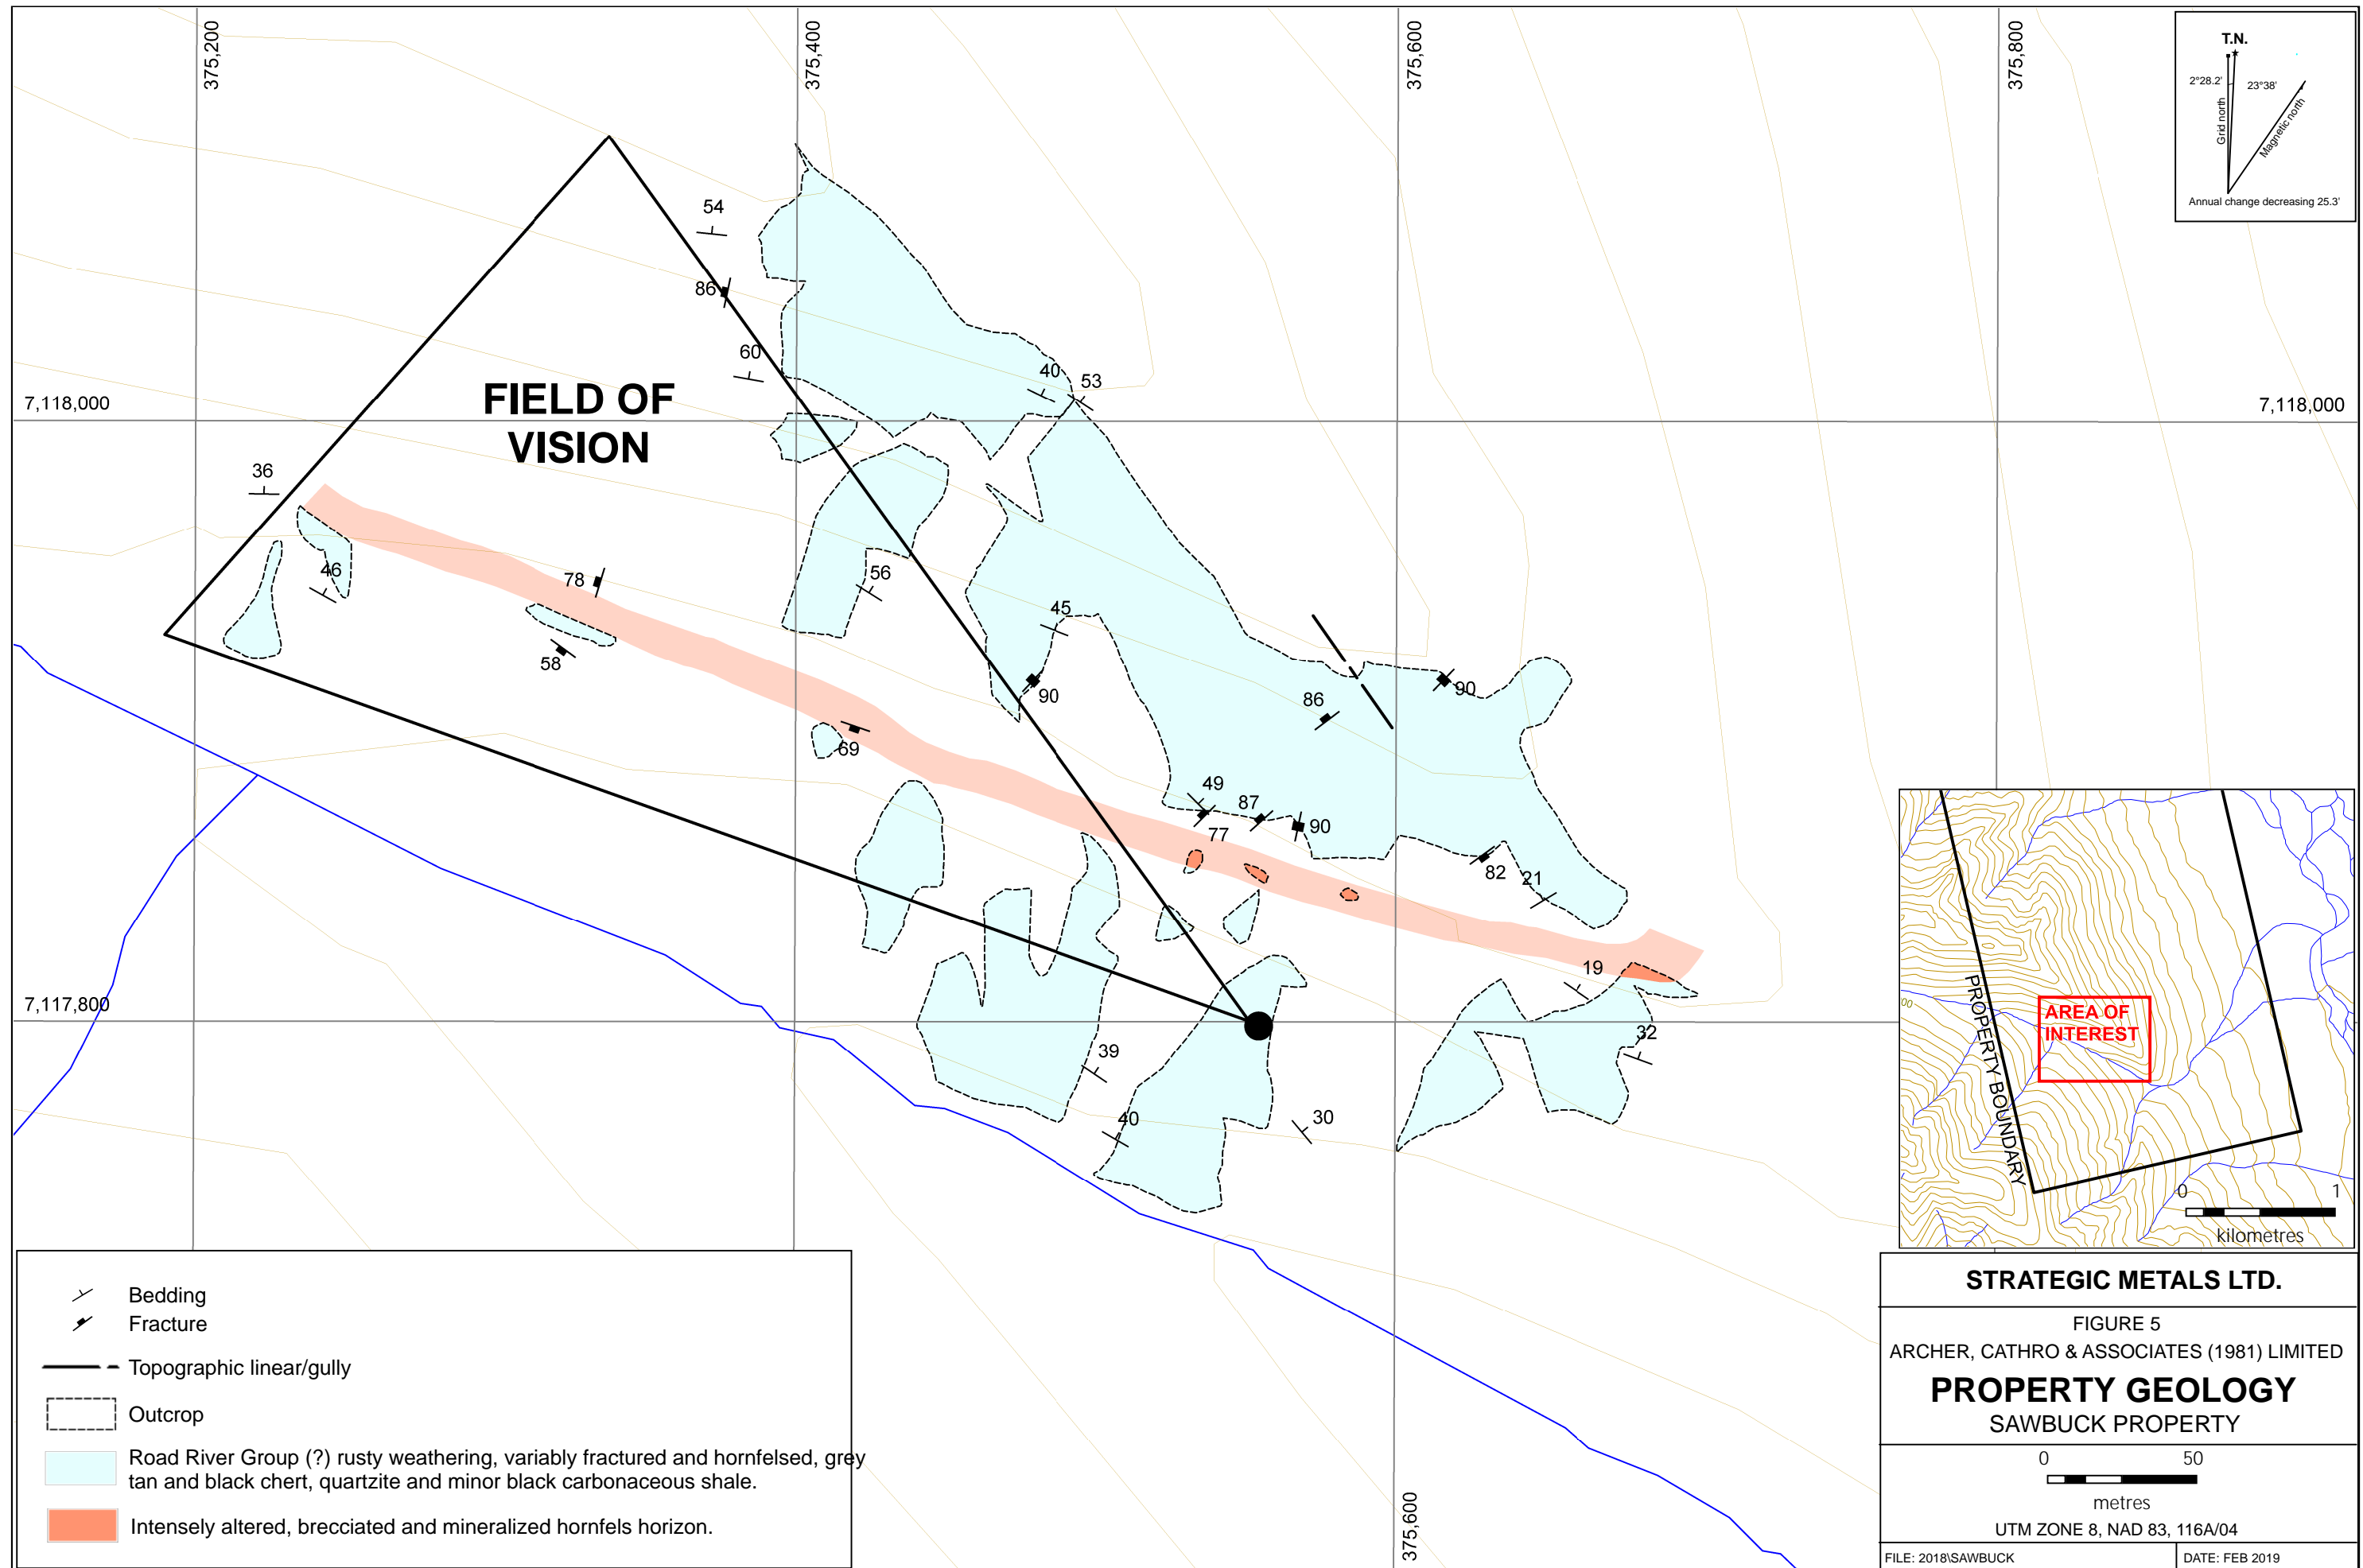 375,200
375,400
375,600
375,800
T.N.
2°28.2'
23°38'
Grid north
Magnetic north
Annual change decreasing 25.3'
54
86
60
FIELD OF
VISION
40
53
7,118,000
7,118,000
36
46
78
58
56
45
90
86
90
69
49
87
77
90
82
21
19
32
7,117,800
39
40
30
00
PROPERTY BOUNDARY
AREA OF
INTEREST
0 1
kilometres
Bedding
Fracture
Topographic linear/gully
Outcrop
Road River Group (?) rusty weathering, variably fractured and hornfelsed, grey
tan and black chert, quartzite and minor black carbonaceous shale.
Intensely altered, brecciated and mineralized hornfels horizon.
375,600
STRATEGIC METALS LTD.
FIGURE 5
ARCHER, CATHRO & ASSOCIATES (1981) LIMITED
PROPERTY GEOLOGY
SAWBUCK PROPERTY
0 50
metres
UTM ZONE 8, NAD 83, 116A/04
FILE: 2018\SAWBUCK
DATE: FEB 2019